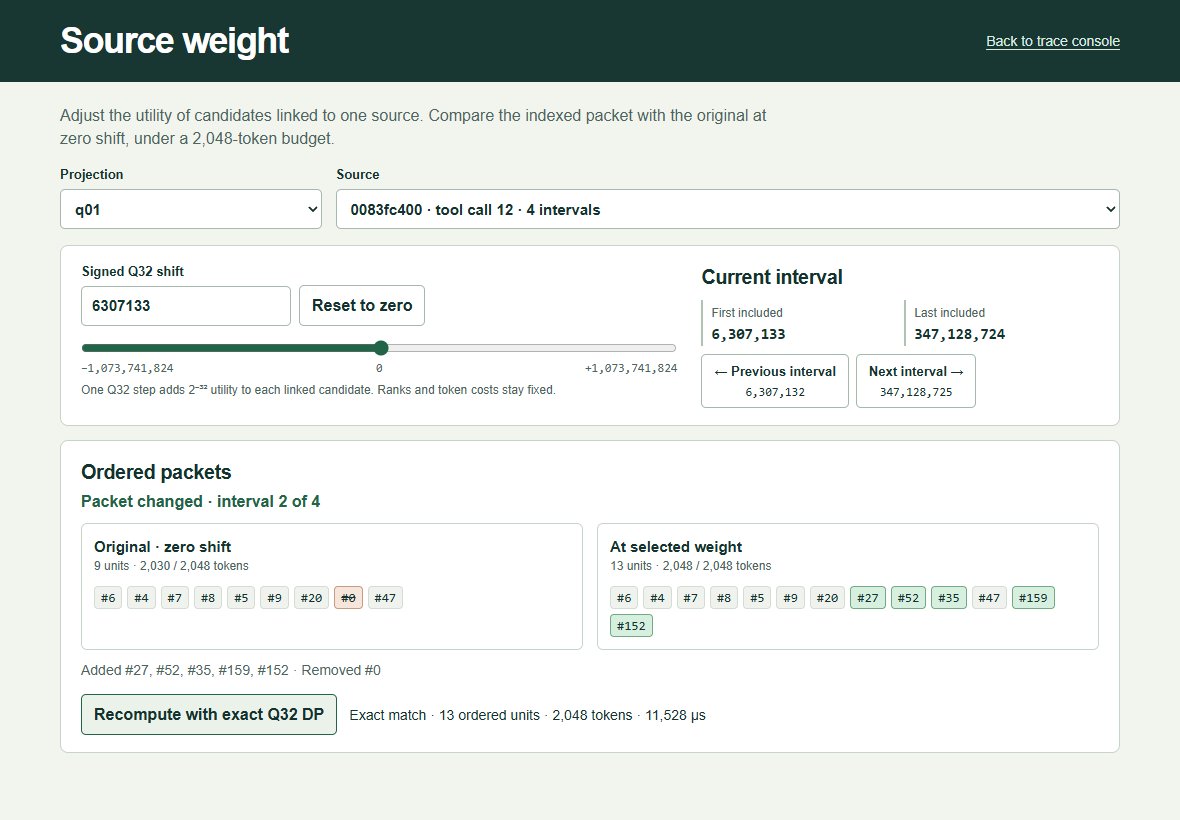 Source weight
Back to trace console
Adjust the utility of candidates linked to one source. Compare the indexed packet with the original at
zero shift, under a 2,048-token budget.
Projection
Source
q01
0083fc400 · tool call 12 · 4 intervals
Signed Q32 shift
6307133
Reset to zero
−1,073,741,824
0
+1,073,741,824
One Q32 step adds 2⁻³² utility to each linked candidate. Ranks and token costs stay fixed.
Current interval
First included
6,307,133
Last included
347,128,724
← Previous interval
6,307,132
Next interval →
347,128,725
Ordered packets
Packet changed · interval 2 of 4
Original · zero shift
9 units · 2,030 / 2,048 tokens
#6 #4 #7 #8 #5 #9 #20 #0 #47
At selected weight
13 units · 2,048 / 2,048 tokens
#6 #4 #7 #8 #5 #9 #20 #27 #52 #35 #47 #159
#152
Added #27, #52, #35, #159, #152 · Removed #0
Recompute with exact Q32 DP
Exact match · 13 ordered units · 2,048 tokens · 11,528 µs